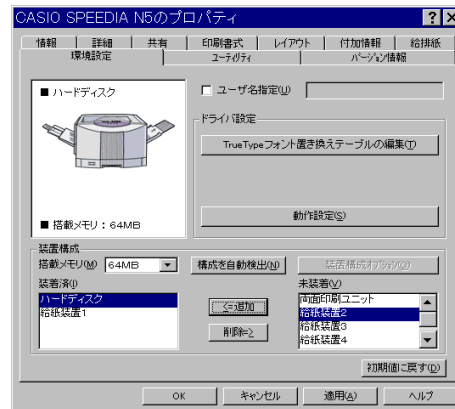 CASIO SPEEDIA N5のプロパティ
情報 詳細 共有 印刷書式 レイアウト 付加情報 給排紙
環境設定 ユーティリティ バージョン情報
■ ハードディスク
ユーザ名指定(U)
ドライバ設定
TrueTypeフォント置き換えテーブルの編集(T)
動作設定(S)
■ 搭載メモリ：64MB
装置構成
搭載メモリ(M) 64MB 構成を自動検出(N) 装置構成オプション(O)
装着済(I) 未装着(V)
ハードディスク
給紙装置1
<=追加
削除=>
両面印刷ユニット
給紙装置2
給紙装置3
給紙装置4
初期値に戻す(D)
OK キャンセル 適用(A) ヘルプ